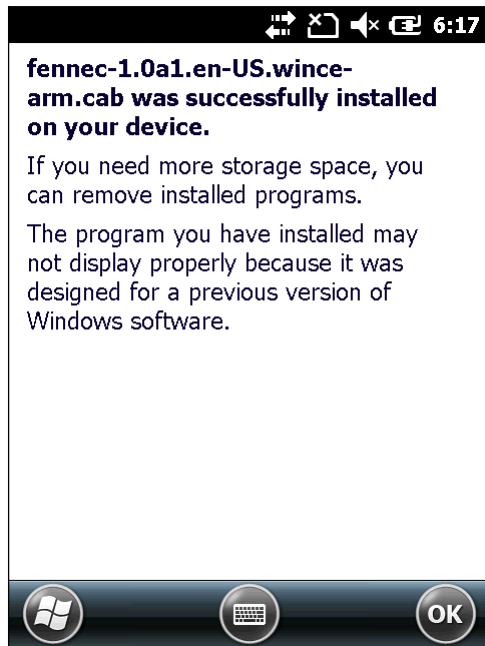 6:17
fennec-1.0a1.en-US.wince-
arm.cab was successfully installed
on your device.
If you need more storage space, you
can remove installed programs.
The program you have installed may
not display properly because it was
designed for a previous version of
Windows software.
OK